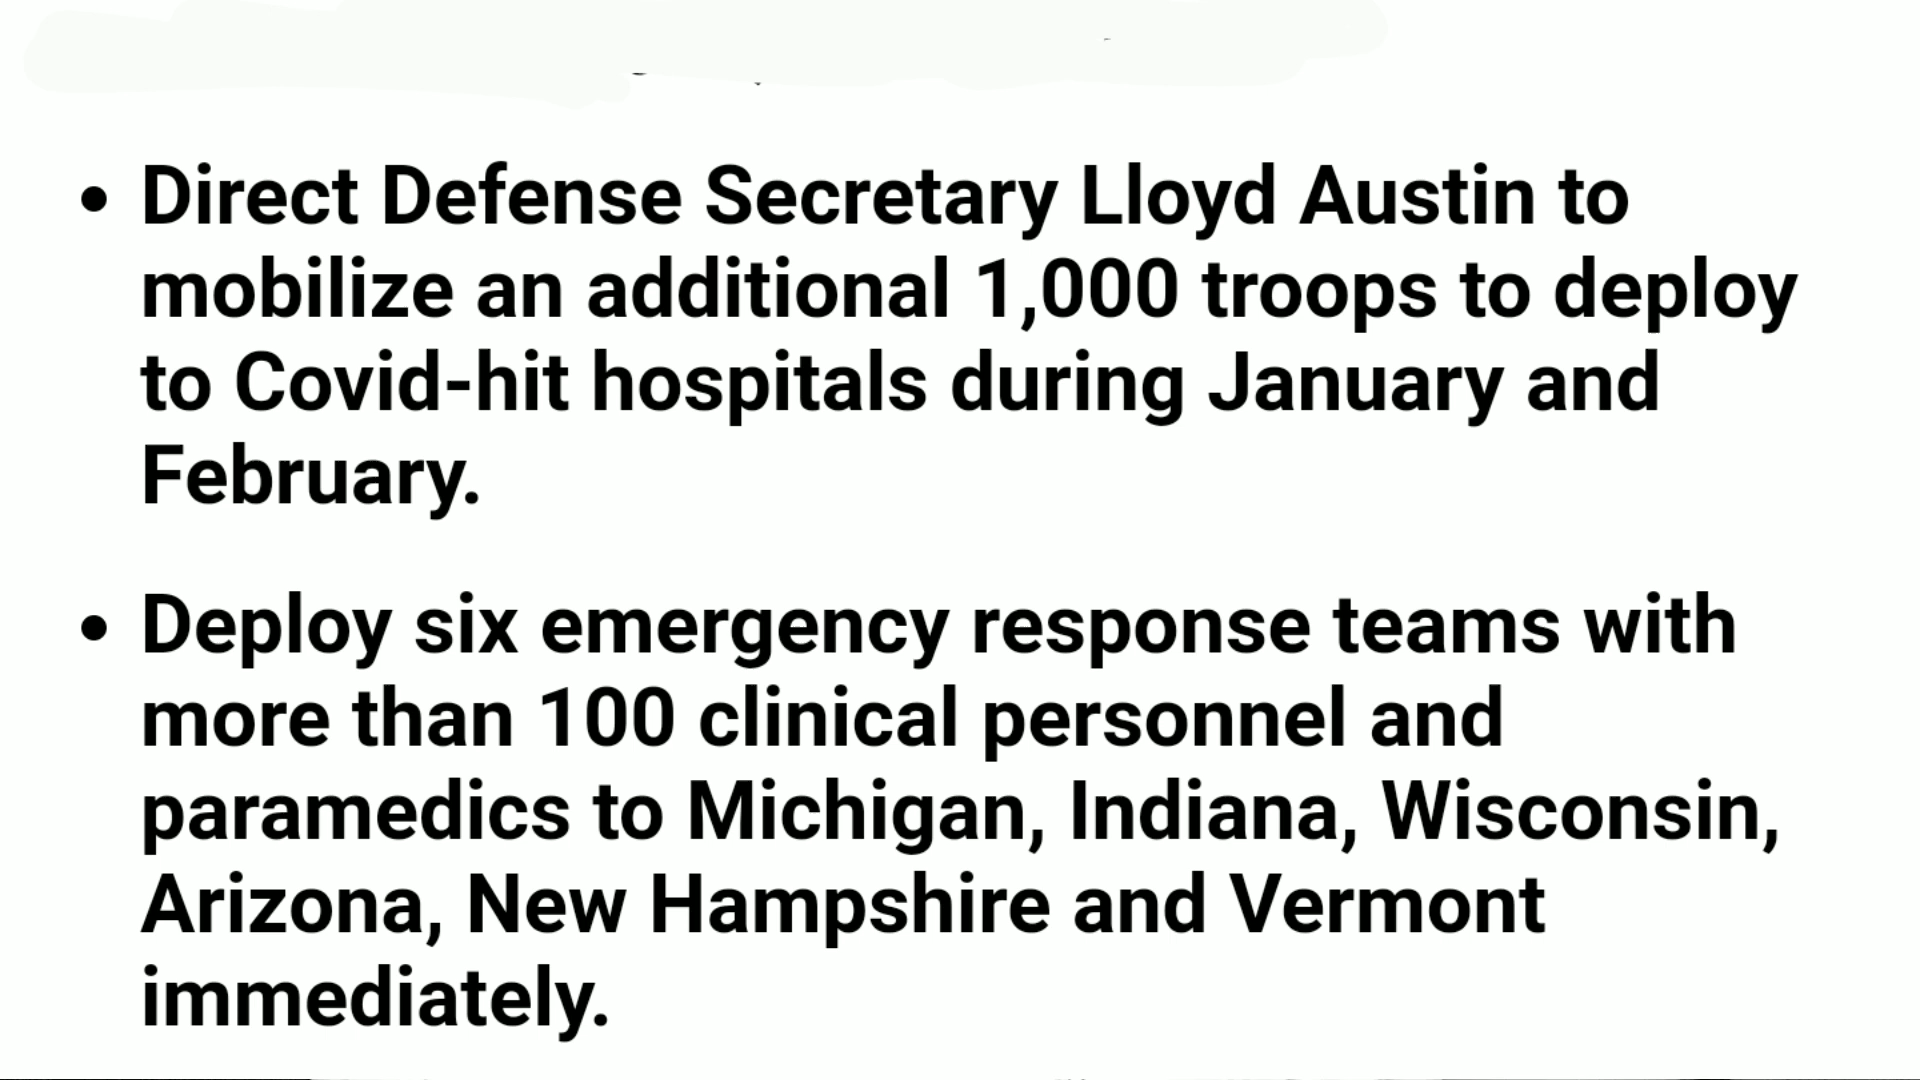 • Direct Defense Secretary Lloyd Austin to
mobilize an additional 1,000 troops to deploy
to Covid-hit hospitals during January and
February.
• Deploy six emergency response teams with
more than 100 clinical personnel and
paramedics to Michigan, Indiana, Wisconsin,
Arizona, New Hampshire and Vermont
immediately.